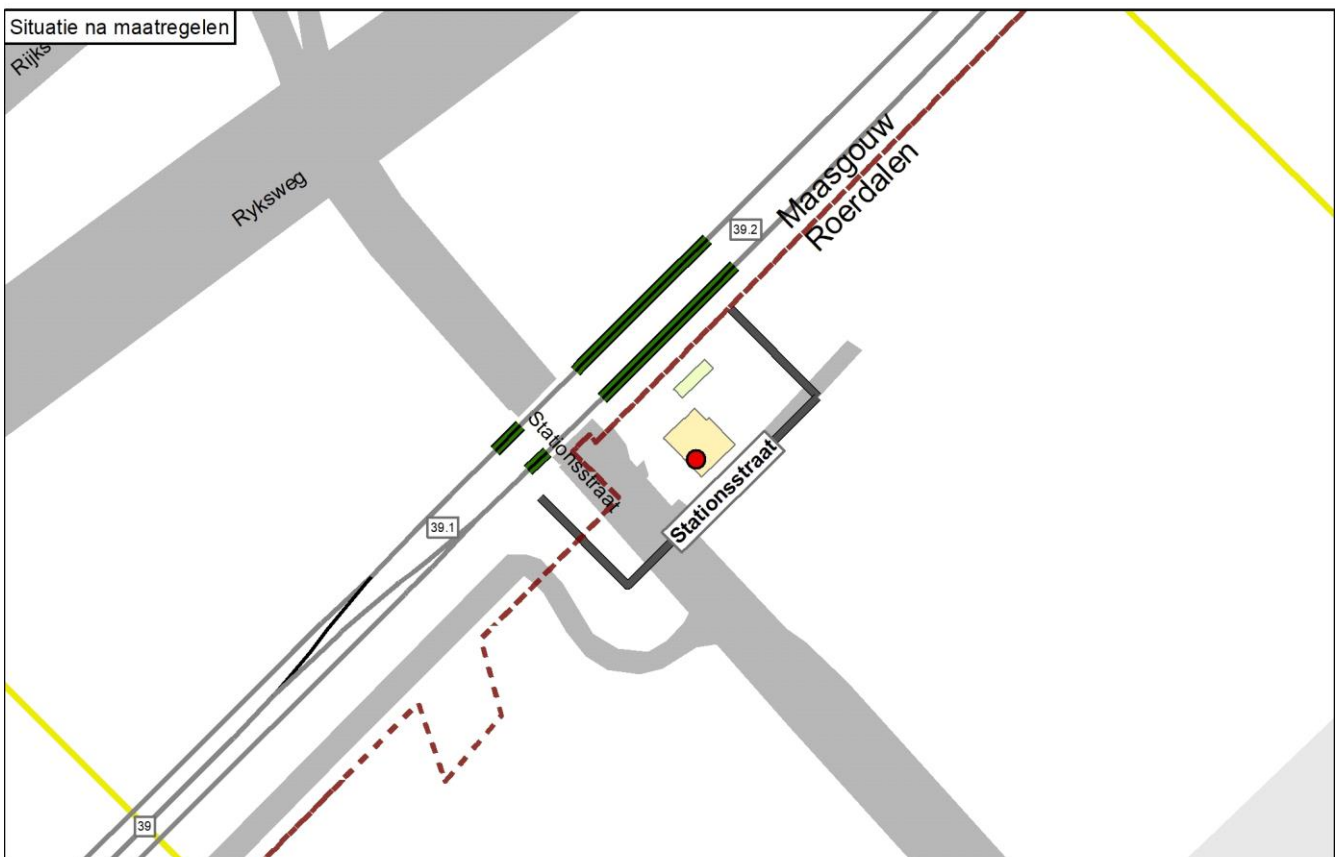 Situatie na maatregelen
Rijks
Ryksweg
Maasgouw
Roerdalen
39.2
Stationsstraat
Stationsstraat
39.1
39